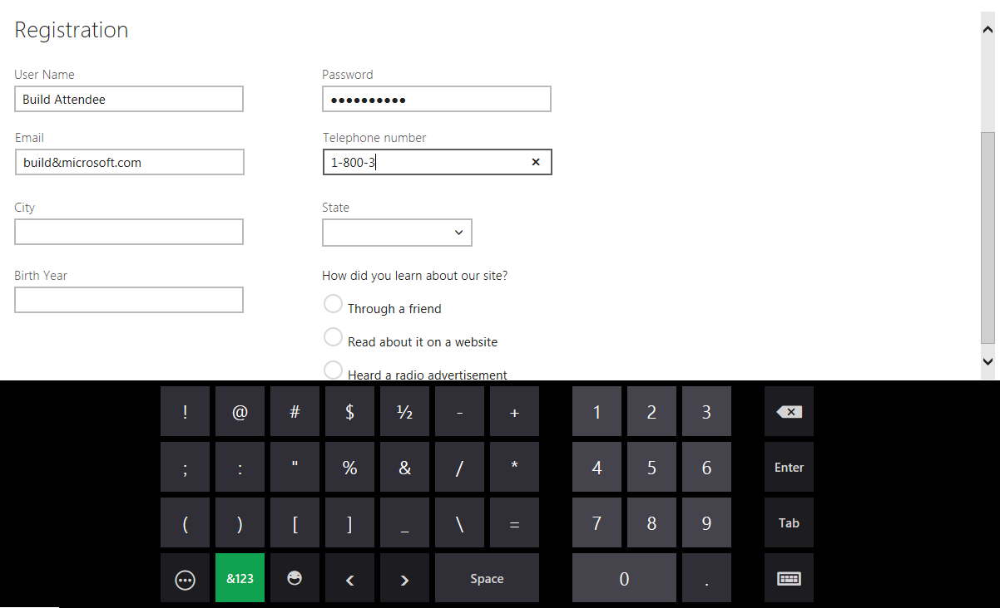 Registration
User Name Password
Build Attendee ●●●●●●●●●●
Email Telephone number
build&microsoft.com 1-800-3
City State
Birth Year How did you learn about our site?
Through a friend
Read about it on a website
Heard a radio advertisement
! @ # $ ½ - + 1 2 3
; : " % & / * 4 5 6 Enter
( ) [ ] _ \ = 7 8 9 Tab
&123 < > Space 0 .